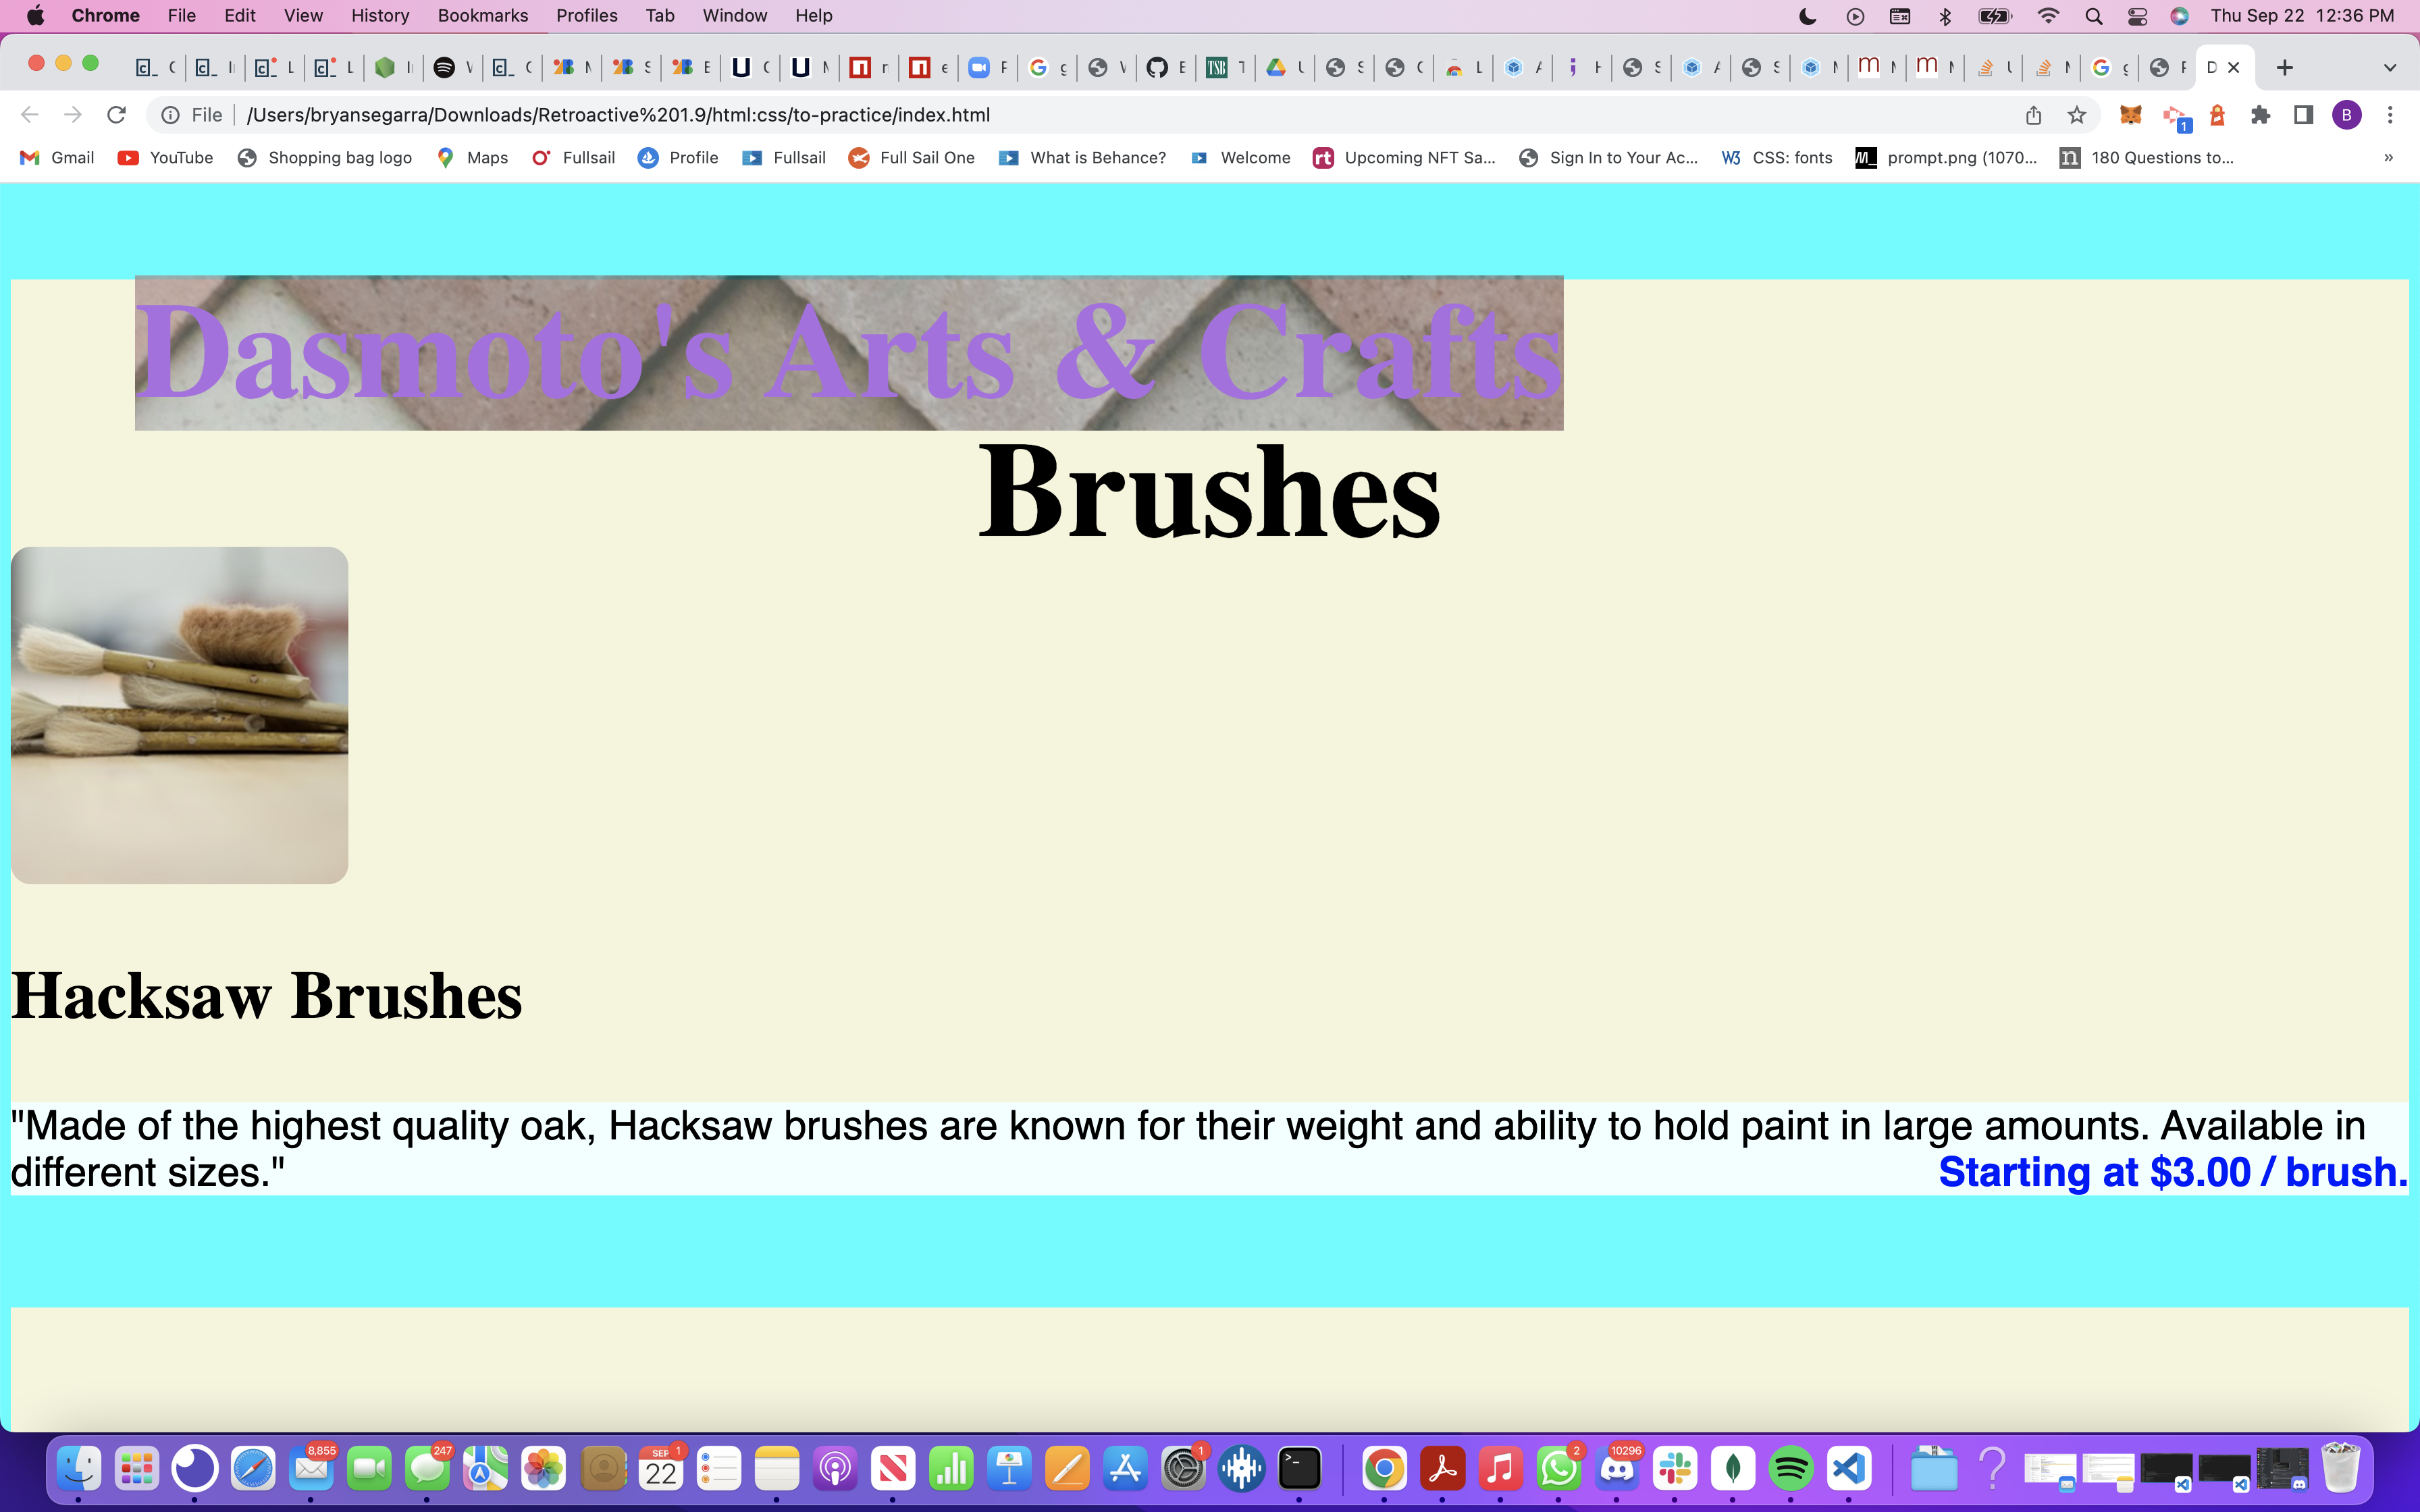 Chrome File Edit View History Bookmarks Profiles Tab Window Help Thu Sep 22 12:36 PM
File /Users/bryansegarra/Downloads/Retroactive%201.9/html:css/to-practice/index.html
B
1
Gmail YouTube Shopping bag logo Maps Fullsail Profile Fullsail Full Sail One What is Behance? Welcome Upcoming NFT Sa... Sign In to Your Ac... CSS: fonts prompt.png (1070... 180 Questions to... »
Dasmoto's Arts & Crafts
Brushes
Hacksaw Brushes
"Made of the highest quality oak, Hacksaw brushes are known for their weight and ability to hold paint in large amounts. Available in
different sizes." Starting at $3.00 / brush.
8,855 247 SEP 1 1 2 10296
22